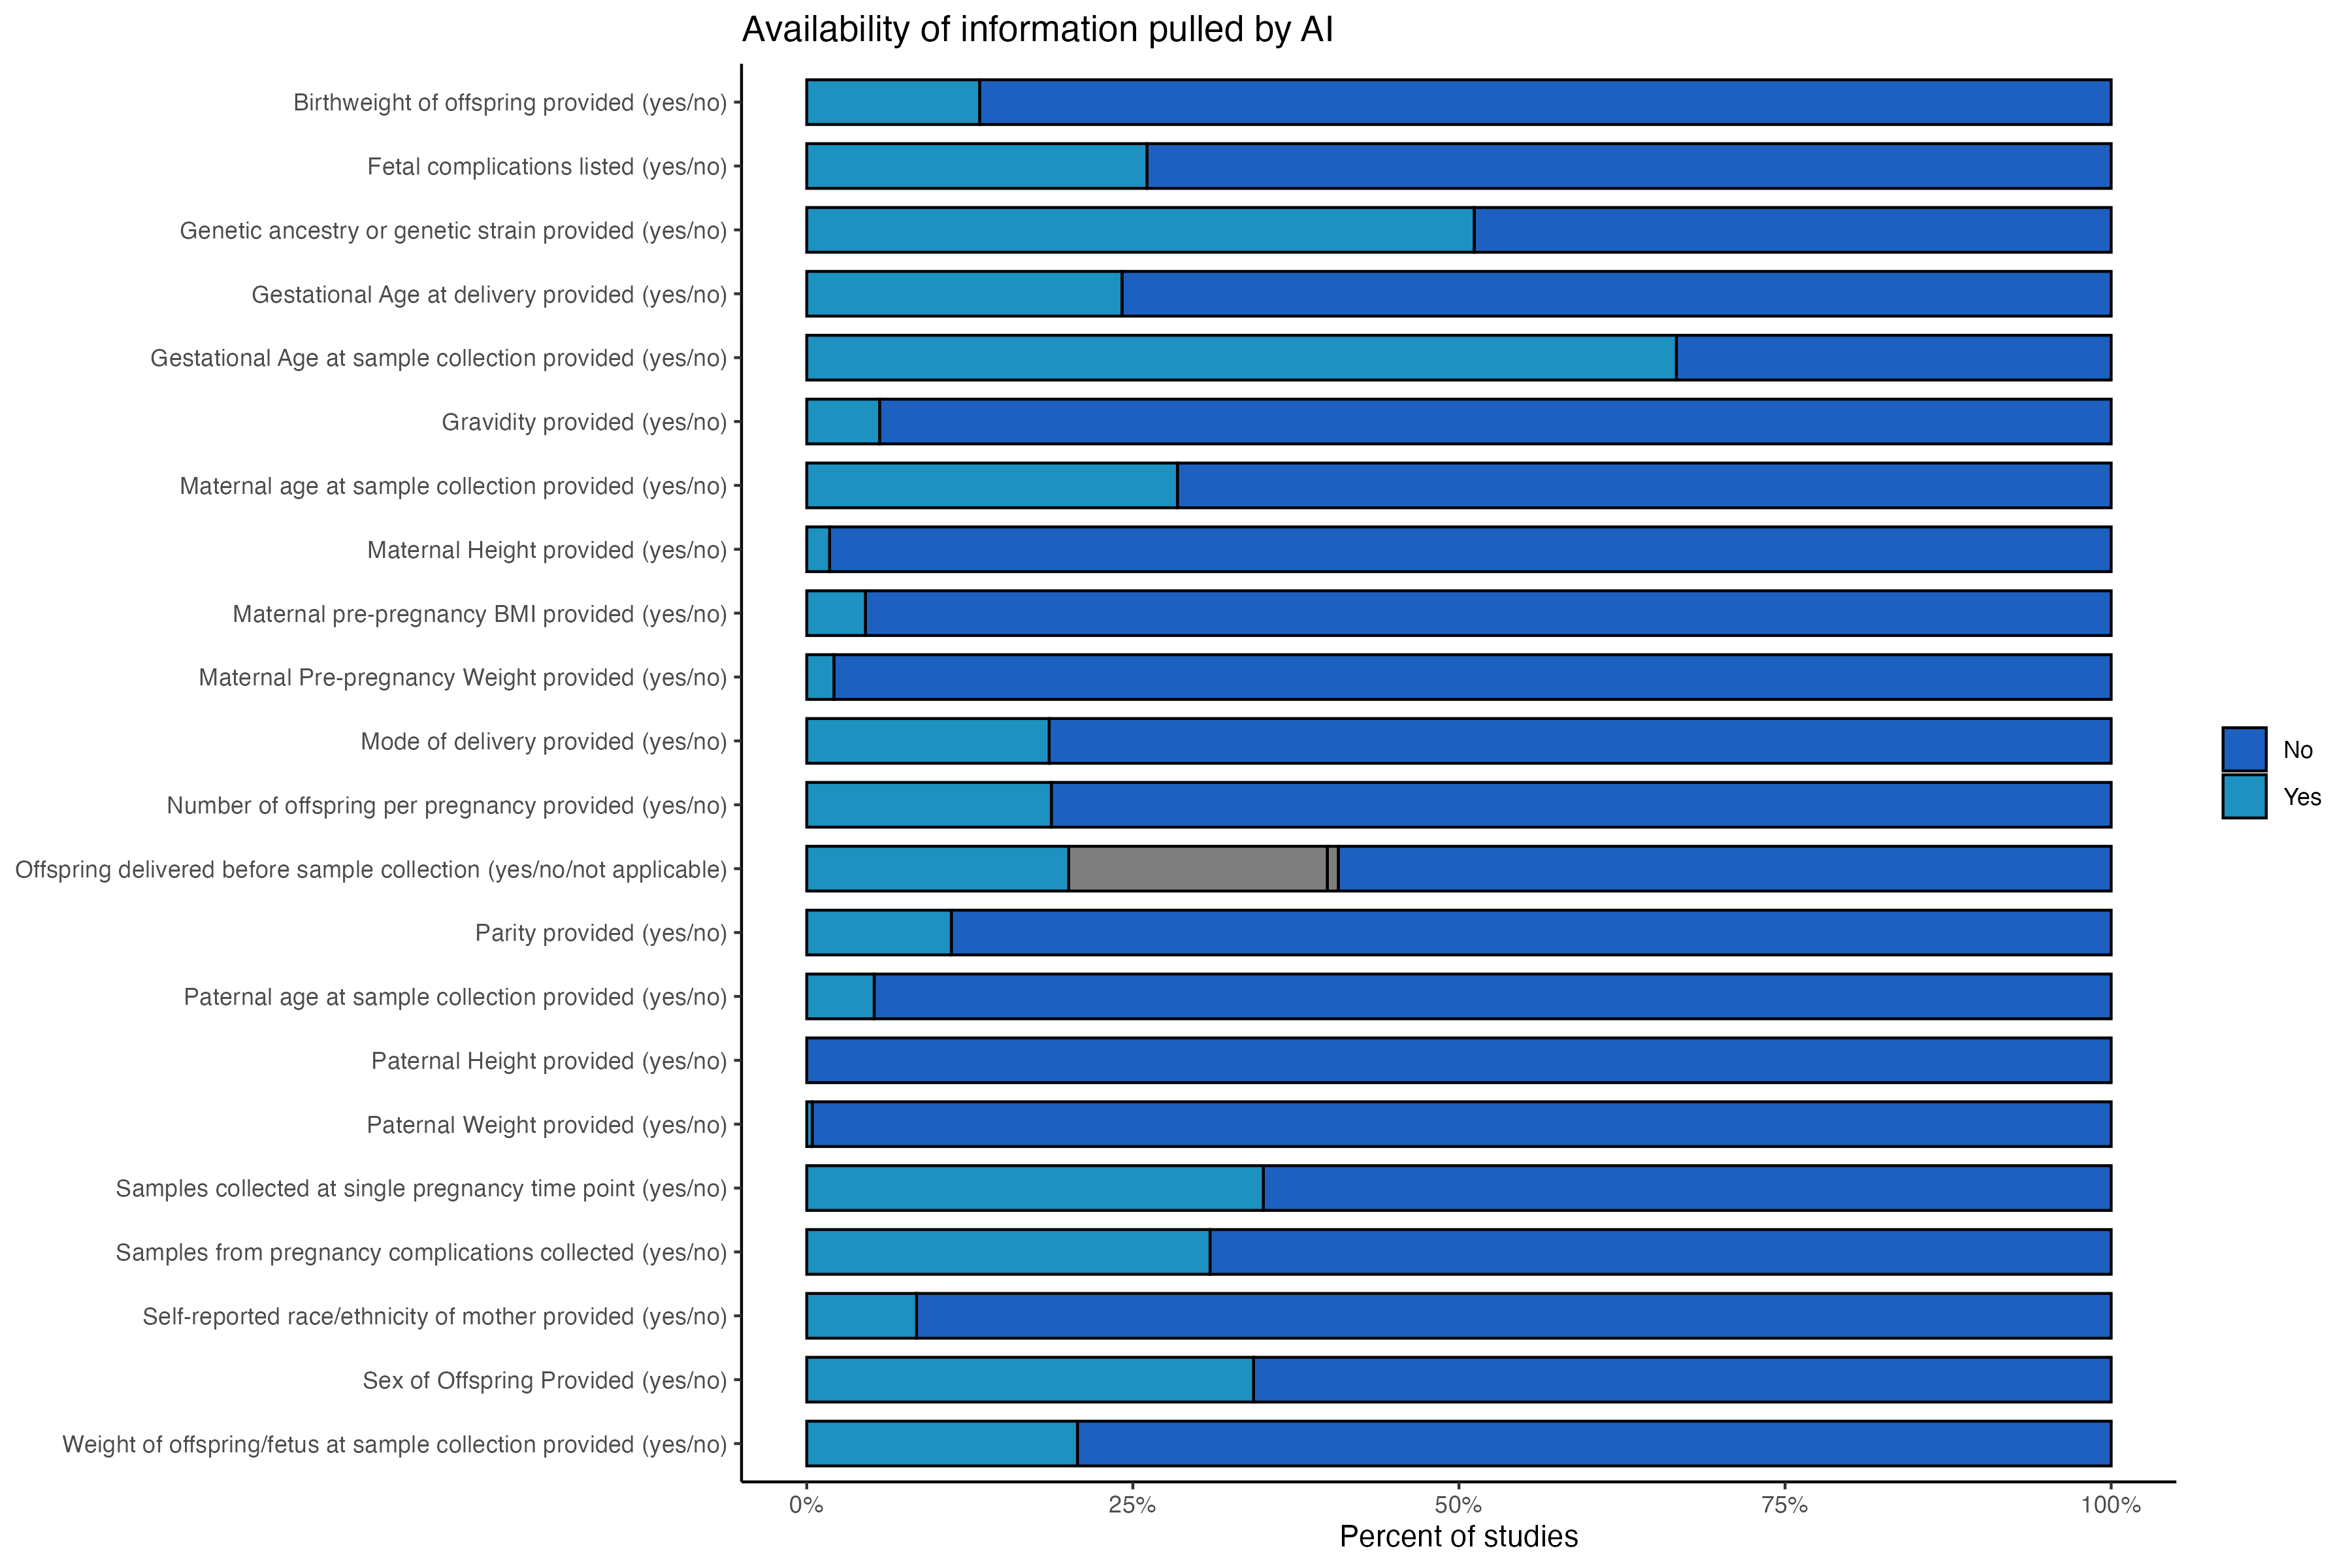 Availability of information pulled by AI
Birthweight of offspring provided (yes/no)
Fetal complications listed (yes/no)
Genetic ancestry or genetic strain provided (yes/no)
Gestational Age at delivery provided (yes/no)
Gestational Age at sample collection provided (yes/no)
Gravidity provided (yes/no)
Maternal age at sample collection provided (yes/no)
Maternal Height provided (yes/no)
Maternal pre-pregnancy BMI provided (yes/no)
Maternal Pre-pregnancy Weight provided (yes/no)
Mode of delivery provided (yes/no)
Number of offspring per pregnancy provided (yes/no)
Offspring delivered before sample collection (yes/no/not applicable)
Parity provided (yes/no)
Paternal age at sample collection provided (yes/no)
Paternal Height provided (yes/no)
Paternal Weight provided (yes/no)
Samples collected at single pregnancy time point (yes/no)
Samples from pregnancy complications collected (yes/no)
Self-reported race/ethnicity of mother provided (yes/no)
Sex of Offspring Provided (yes/no)
Weight of offspring/fetus at sample collection provided (yes/no)
0% 25% 50% 75% 100%
Percent of studies
No
Yes